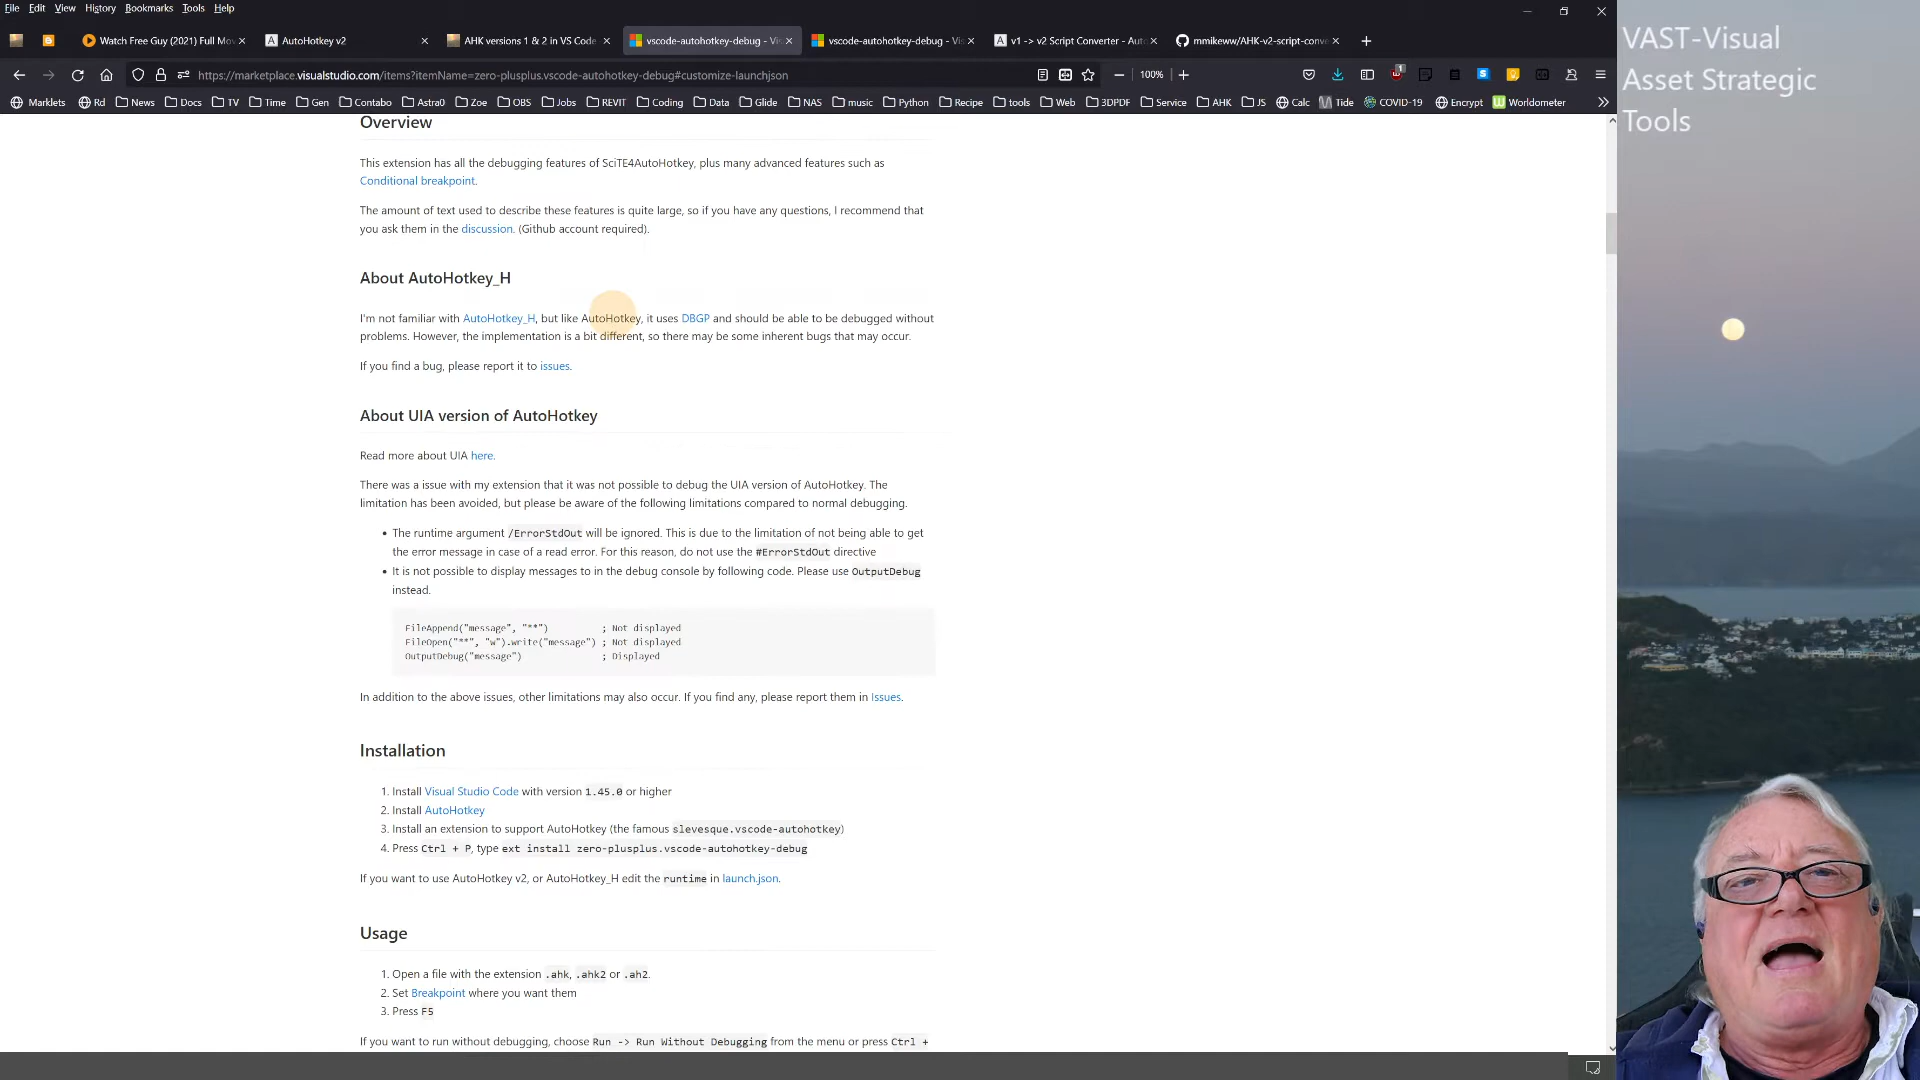 File Edit View History Bookmarks Tools Help
Watch Free Guy (2021) Full Mov
AutoHotkey v2
AHK versions 1 & 2 in VS Code
vscode-autohotkey-debug - Vis
vscode-autohotkey-debug - Vis
v1 -> v2 Script Converter - Auto
mmikeww/AHK-v2-script-conve
https://marketplace.visualstudio.com/items?itemName=zero-plusplus.vscode-autohotkey-debug#customize-launchjson
100%
1
Marklets Rd News Docs TV Time Gen Contabo Astra0 Zoe OBS Jobs REVIT Coding Data Glide NAS music Python Recipe tools Web 3DPDF Service AHK JS Calc Tide COVID-19 Encrypt Worldometer
VAST-Visual
Asset Strategic
Tools
Overview
This extension has all the debugging features of SciTE4AutoHotkey, plus many advanced features such as
Conditional breakpoint.
The amount of text used to describe these features is quite large, so if you have any questions, I recommend that
you ask them in the discussion. (Github account required).
About AutoHotkey_H
I'm not familiar with AutoHotkey_H, but like AutoHotkey, it uses DBGP and should be able to be debugged without
problems. However, the implementation is a bit different, so there may be some inherent bugs that may occur.
If you find a bug, please report it to issues.
About UIA version of AutoHotkey
Read more about UIA here.
There was a issue with my extension that it was not possible to debug the UIA version of AutoHotkey. The
limitation has been avoided, but please be aware of the following limitations compared to normal debugging.
• The runtime argument /ErrorStdOut will be ignored. This is due to the limitation of not being able to get
the error message in case of a read error. For this reason, do not use the #ErrorStdOut directive
• It is not possible to display messages to in the debug console by following code. Please use OutputDebug
instead.
FileAppend("message", "**") ; Not displayed
FileOpen("**", "w").write("message") ; Not displayed
OutputDebug("message") ; Displayed
In addition to the above issues, other limitations may also occur. If you find any, please report them in Issues.
Installation
1. Install Visual Studio Code with version 1.45.0 or higher
2. Install AutoHotkey
3. Install an extension to support AutoHotkey (the famous slevesque.vscode-autohotkey)
4. Press Ctrl + P, type ext install zero-plusplus.vscode-autohotkey-debug
If you want to use AutoHotkey v2, or AutoHotkey_H edit the runtime in launch.json.
Usage
1. Open a file with the extension .ahk, .ahk2 or .ah2.
2. Set Breakpoint where you want them
3. Press F5
If you want to run without debugging, choose Run -> Run Without Debugging from the menu or press Ctrl +